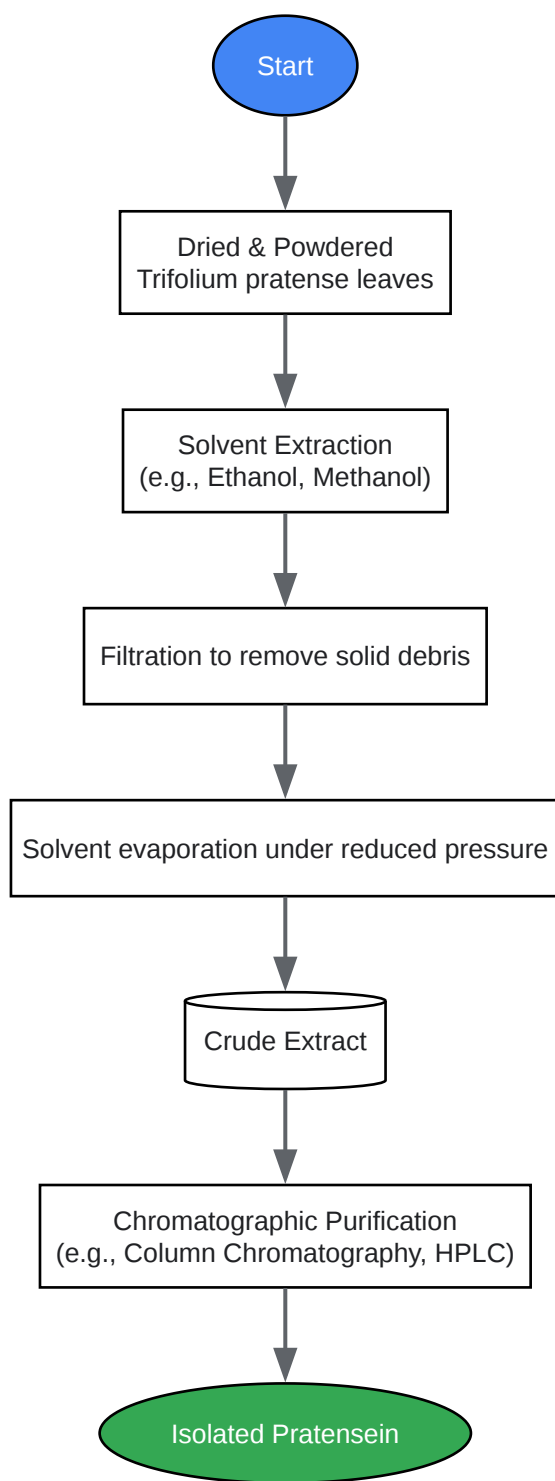 Start
Dried & Powdered
Trifolium pratense leaves
Solvent Extraction
(e.g., Ethanol, Methanol)
Filtration to remove solid debris
Solvent evaporation under reduced pressure
Crude Extract
Chromatographic Purification
(e.g., Column Chromatography, HPLC)
Isolated Pratensein